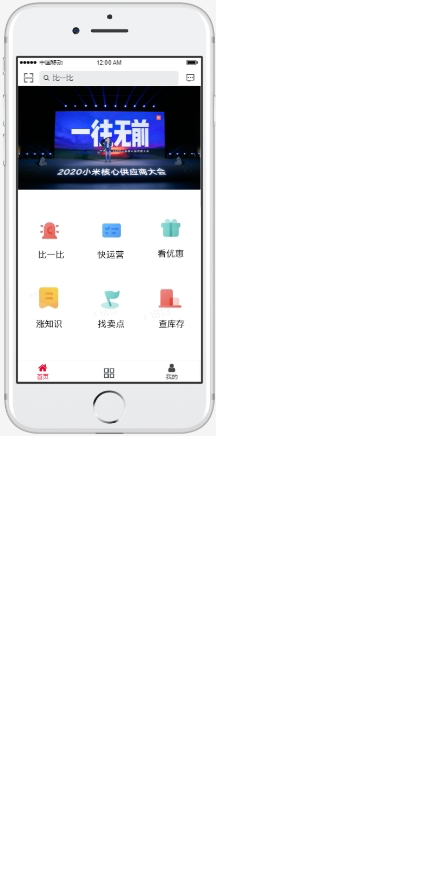 中国移动
12:00 AM
比一比
一往无前
2020小米核心供应商大会
比一比
快运营
看优惠
涨知识
找卖点
查库存
首页
我的